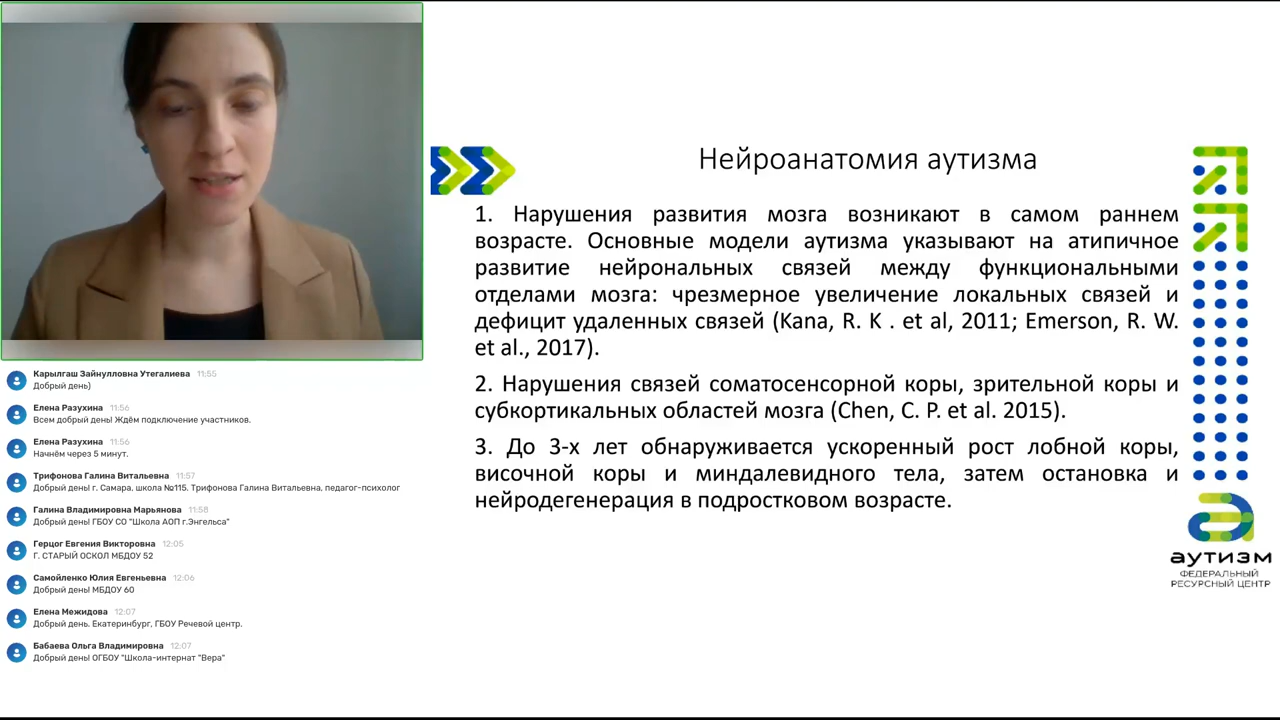 Нейроанатомия аутизма
1. Нарушения развития мозга возникают в самом раннем
возрасте. Основные модели аутизма указывают на атипичное
развитие нейрональных связей между функциональными
отделами мозга: чрезмерное увеличение локальных связей и
дефицит удаленных связей (Kana, R. K . et al, 2011; Emerson, R. W.
et al., 2017).
2. Нарушения связей соматосенсорной коры, зрительной коры и
субкортикальных областей мозга (Chen, C. P. et al. 2015).
3. До 3-х лет обнаруживается ускоренный рост лобной коры,
височной коры и миндалевидного тела, затем остановка и
нейродегенерация в подростковом возрасте.
аутизм
ФЕДЕРАЛЬНЫЙ
РЕСУРСНЫЙ ЦЕНТР
Карылгаш Зайнулловна Утегалиева 11:55
Добрый день)
Елена Разухина 11:56
Всем добрый день! Ждём подключение участников.
Елена Разухина 11:56
Начнём через 5 минут.
Трифонова Галина Витальевна 11:57
Добрый день! г. Самара, школа №115. Трифонова Галина Витальевна, педагог-психолог
Галина Владимировна Марьянова 11:58
Добрый день! ГБОУ СО "Школа АОП г.Энгельса"
Герцог Евгения Викторовна 12:05
Г. СТАРЫЙ ОСКОЛ МБДОУ 52
Самойленко Юлия Евгеньевна 12:06
Добрый день! МБДОУ 60
Елена Межидова 12:07
Добрый день. Екатеринбург, ГБОУ Речевой центр.
Бабаева Ольга Владимировна 12:07
Добрый день! ОГБОУ "Школа-интернат "Вера"